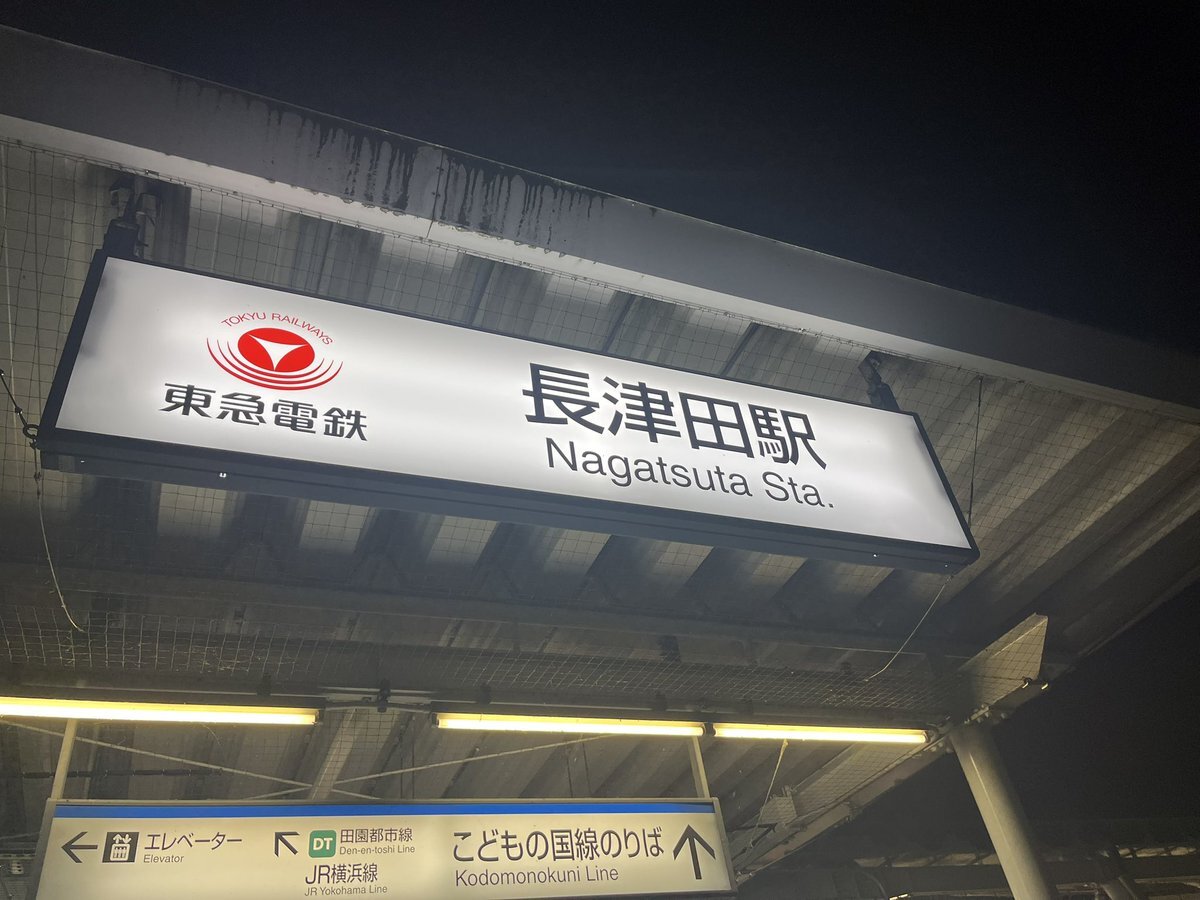 TOKYU RAILWAYS
東急電鉄
長津田駅
Nagatsuta Sta.
エレベーター
Elevator
DT
田園都市線
Den-en-toshi Line
JR横浜線
JR Yokohama Line
こどもの国線のりば
Kodomonokuni Line